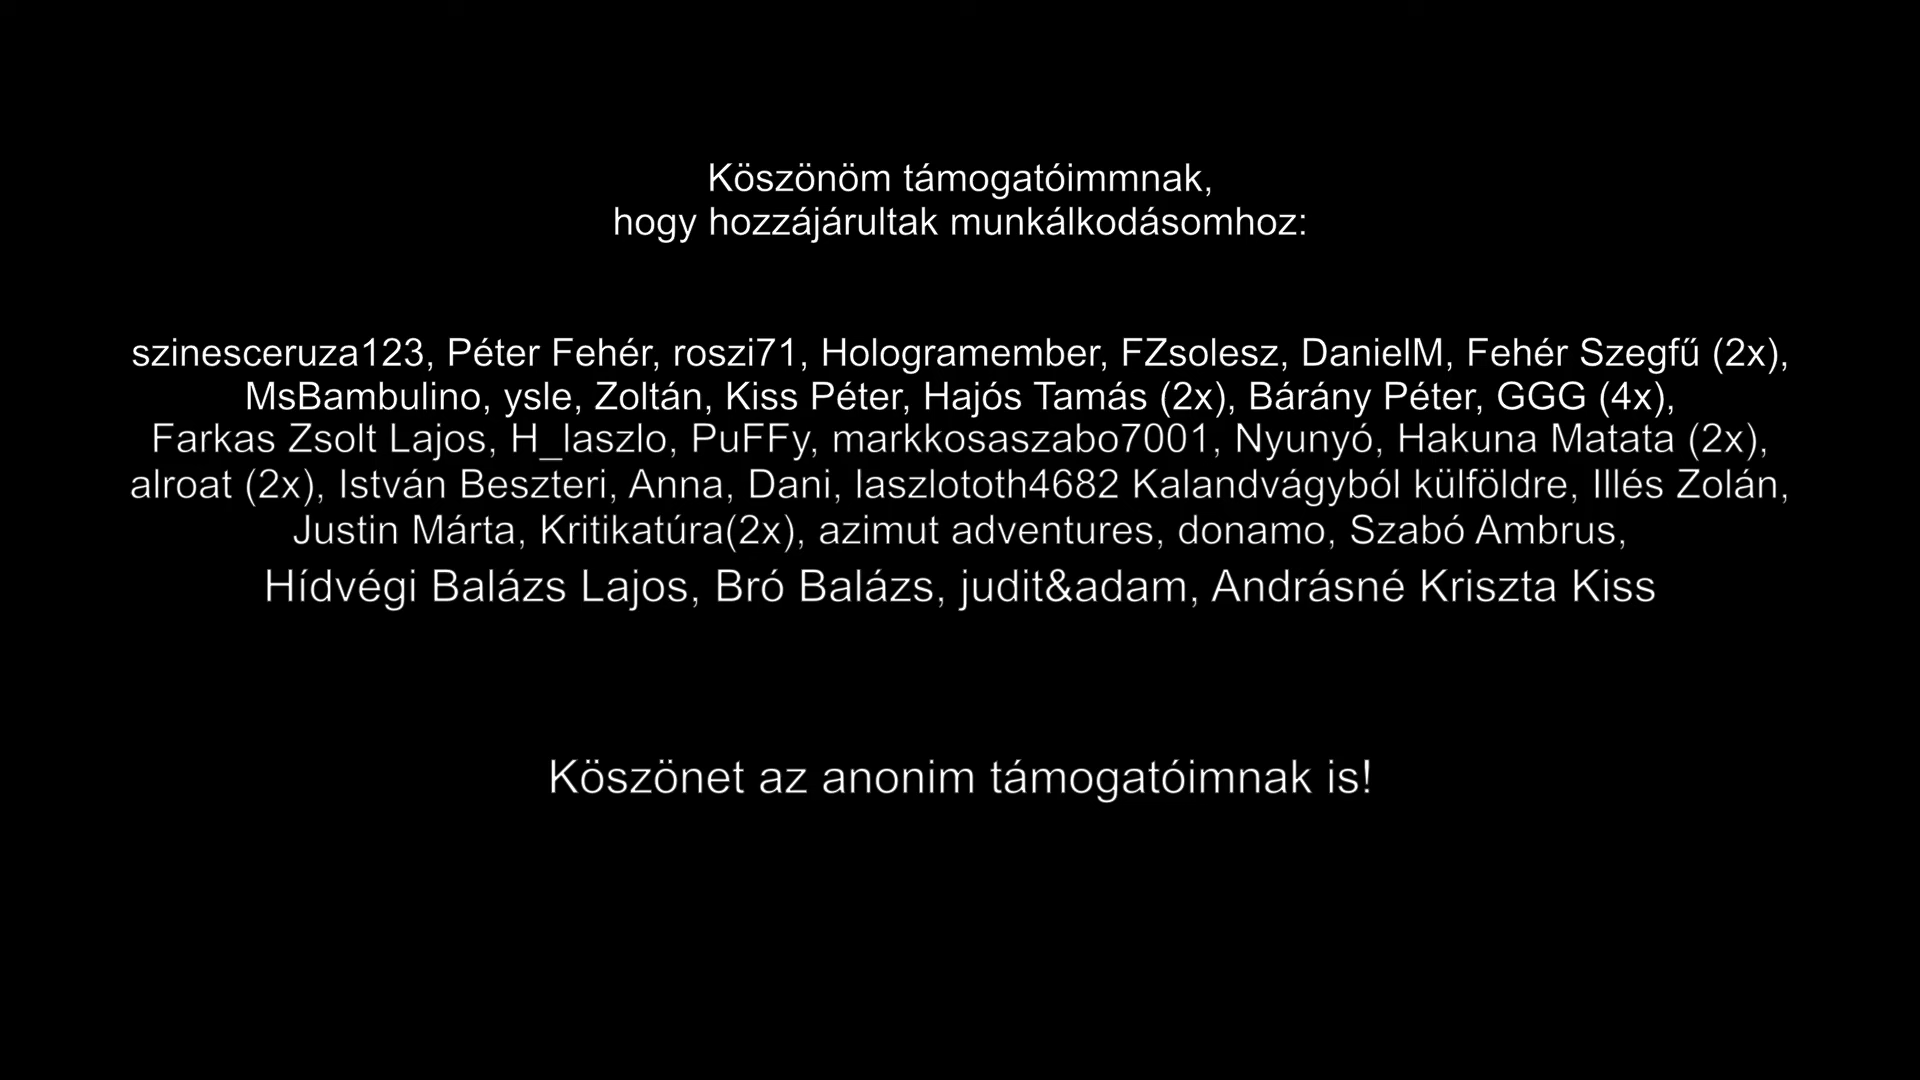 Köszönöm támogatóimmnak,
hogy hozzájárultak munkálkodásomhoz:
szinesceruza123, Péter Fehér, roszi71, Hologramember, FZsolesz, DanielM, Fehér Szegfű (2x),
MsBambulino, ysle, Zoltán, Kiss Péter, Hajós Tamás (2x), Bárány Péter, GGG (4x),
Farkas Zsolt Lajos, H_laszlo, PuFFy, markkosaszabo7001, Nyunyó, Hakuna Matata (2x),
alroat (2x), István Beszteri, Anna, Dani, laszlototh4682 Kalandvágyból külföldre, Illés Zolán,
Justin Márta, Kritikatúra(2x), azimut adventures, donamo, Szabó Ambrus,
Hídvégi Balázs Lajos, Bró Balázs, judit&adam, Andrásné Kriszta Kiss
Köszönet az anonim támogatóimnak is!